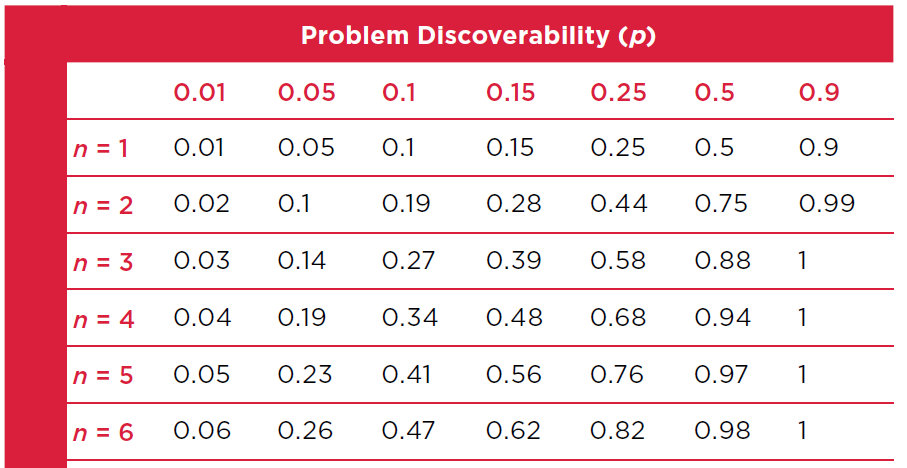 Problem Discoverability (p)
0.01 0.05 0.1 0.15 0.25 0.5 0.9
n = 1 0.01 0.05 0.1 0.15 0.25 0.5 0.9
n = 2 0.02 0.1 0.19 0.28 0.44 0.75 0.99
n = 3 0.03 0.14 0.27 0.39 0.58 0.88 1
n = 4 0.04 0.19 0.34 0.48 0.68 0.94 1
n = 5 0.05 0.23 0.41 0.56 0.76 0.97 1
n = 6 0.06 0.26 0.47 0.62 0.82 0.98 1